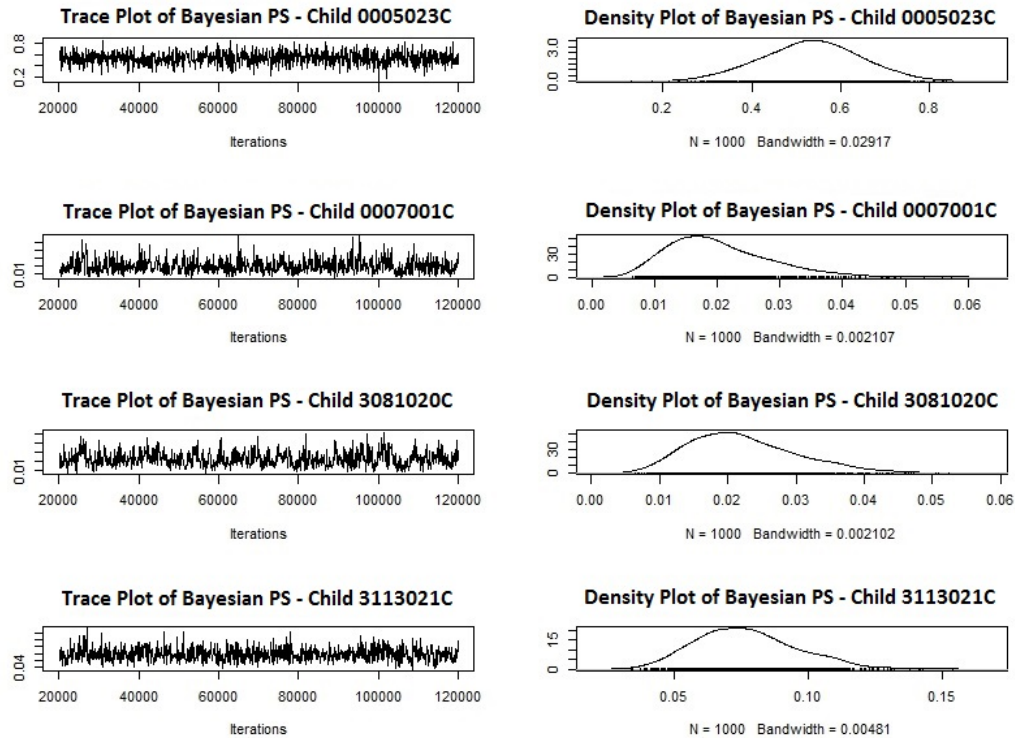 Trace Plot of Bayesian PS - Child 0005023C
0.8
0.2
20000 40000 60000 80000 100000 120000
Iterations
Density Plot of Bayesian PS - Child 0005023C
3.0
0.0
0.2 0.4 0.6 0.8
N = 1000 Bandwidth = 0.02917
Trace Plot of Bayesian PS - Child 0007001C
0.01
20000 40000 60000 80000 100000 120000
Iterations
Density Plot of Bayesian PS - Child 0007001C
30
0
0.00 0.01 0.02 0.03 0.04 0.05 0.06
N = 1000 Bandwidth = 0.002107
Trace Plot of Bayesian PS - Child 3081020C
0.01
20000 40000 60000 80000 100000 120000
Iterations
Density Plot of Bayesian PS - Child 3081020C
30
0
0.00 0.01 0.02 0.03 0.04 0.05 0.06
N = 1000 Bandwidth = 0.002102
Trace Plot of Bayesian PS - Child 3113021C
0.04
20000 40000 60000 80000 100000 120000
Iterations
Density Plot of Bayesian PS - Child 3113021C
15
0
0.05 0.10 0.15
N = 1000 Bandwidth = 0.00481